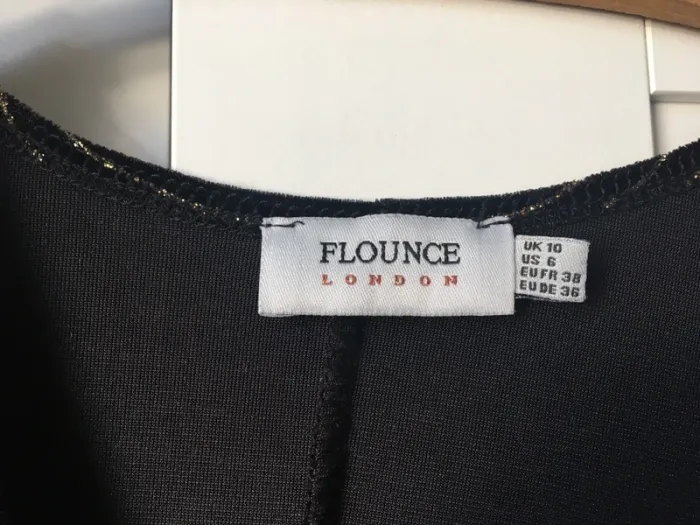 FLOUNCE
LONDON
UK 10
US 6
EU FR 38
EU DE 36